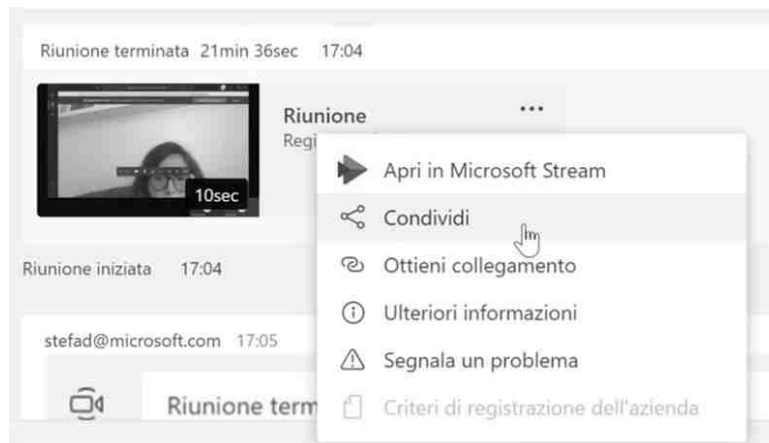 Riunione terminata 21min 36sec 17:04
Riunione ...
10sec
Apri in Microsoft Stream
Condividi
Riunione iniziata 17:04
Ottieni collegamento
Ulteriori informazioni
stefad@microsoft.com 17:05
Segnala un problema
Riunione
Criteri di registrazione dell'azienda